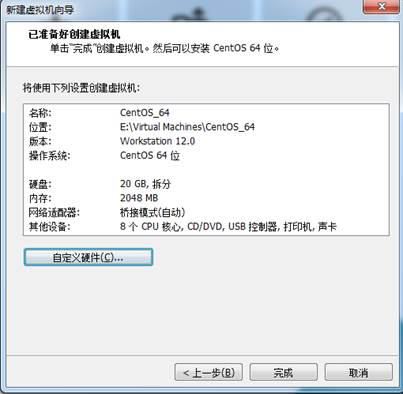 新建虚拟机向导
已准备好创建虚拟机
单击"完成"创建虚拟机。然后可以安装 CentOS 64 位。
将使用下列设置创建虚拟机:
名称: CentOS_64
位置: E:\Virtual Machines\CentOS_64
版本: Workstation 12.0
操作系统: CentOS 64 位
硬盘: 20 GB, 拆分
内存: 2048 MB
网络适配器: 桥接模式(自动)
其他设备: 8 个 CPU 核心, CD/DVD, USB 控制器, 打印机, 声卡
自定义硬件(C)...
< 上一步(B) 完成 取消